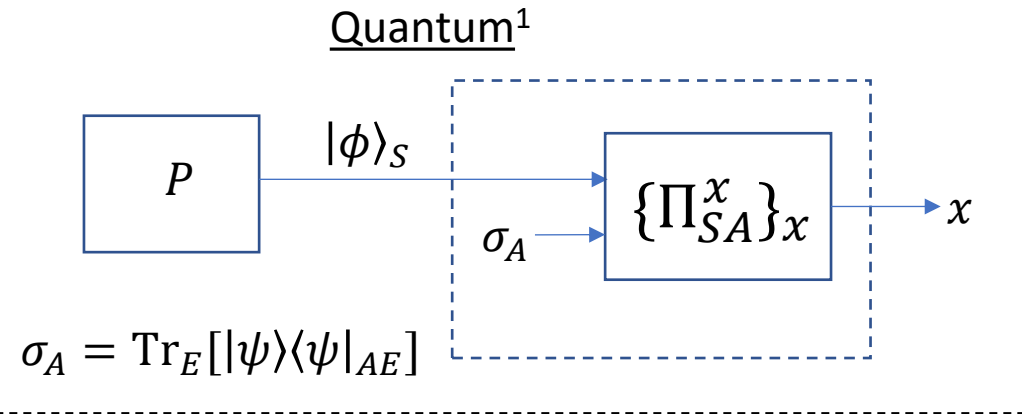 Quantum¹
P
|ϕ⟩_S
σ_A
{Π^x_{SA}}_x
x
σ_A = Tr_E[|ψ⟩⟨ψ|_{AE}]